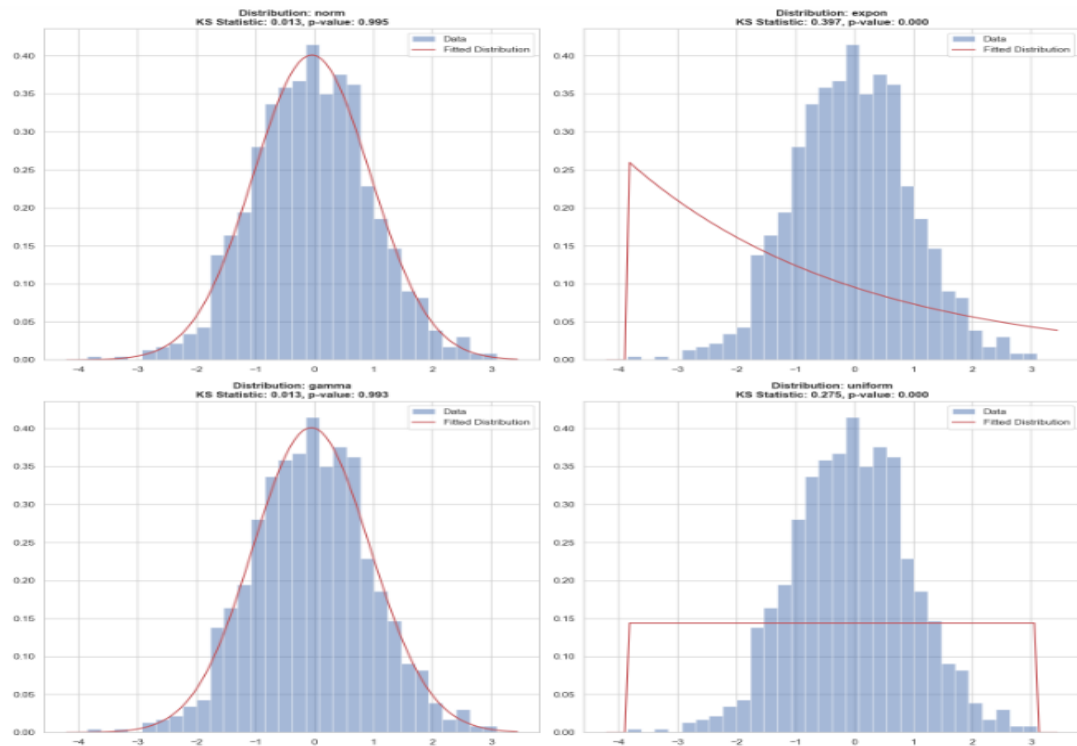 Distribution: norm
KS Statistic: 0.013, p-value: 0.995
Data
Fitted Distribution
0.40
0.35
0.30
0.25
0.20
0.15
0.10
0.05
0.00
−4 −3 −2 −1 0 1 2 3
Distribution: expon
KS Statistic: 0.397, p-value: 0.000
Data
Fitted Distribution
0.40
0.35
0.30
0.25
0.20
0.15
0.10
0.05
0.00
−4 −3 −2 −1 0 1 2 3
Distribution: gamma
KS Statistic: 0.013, p-value: 0.993
Data
Fitted Distribution
0.40
0.35
0.30
0.25
0.20
0.15
0.10
0.05
0.00
−4 −3 −2 −1 0 1 2 3
Distribution: uniform
KS Statistic: 0.275, p-value: 0.000
Data
Fitted Distribution
0.40
0.35
0.30
0.25
0.20
0.15
0.10
0.05
0.00
−4 −3 −2 −1 0 1 2 3